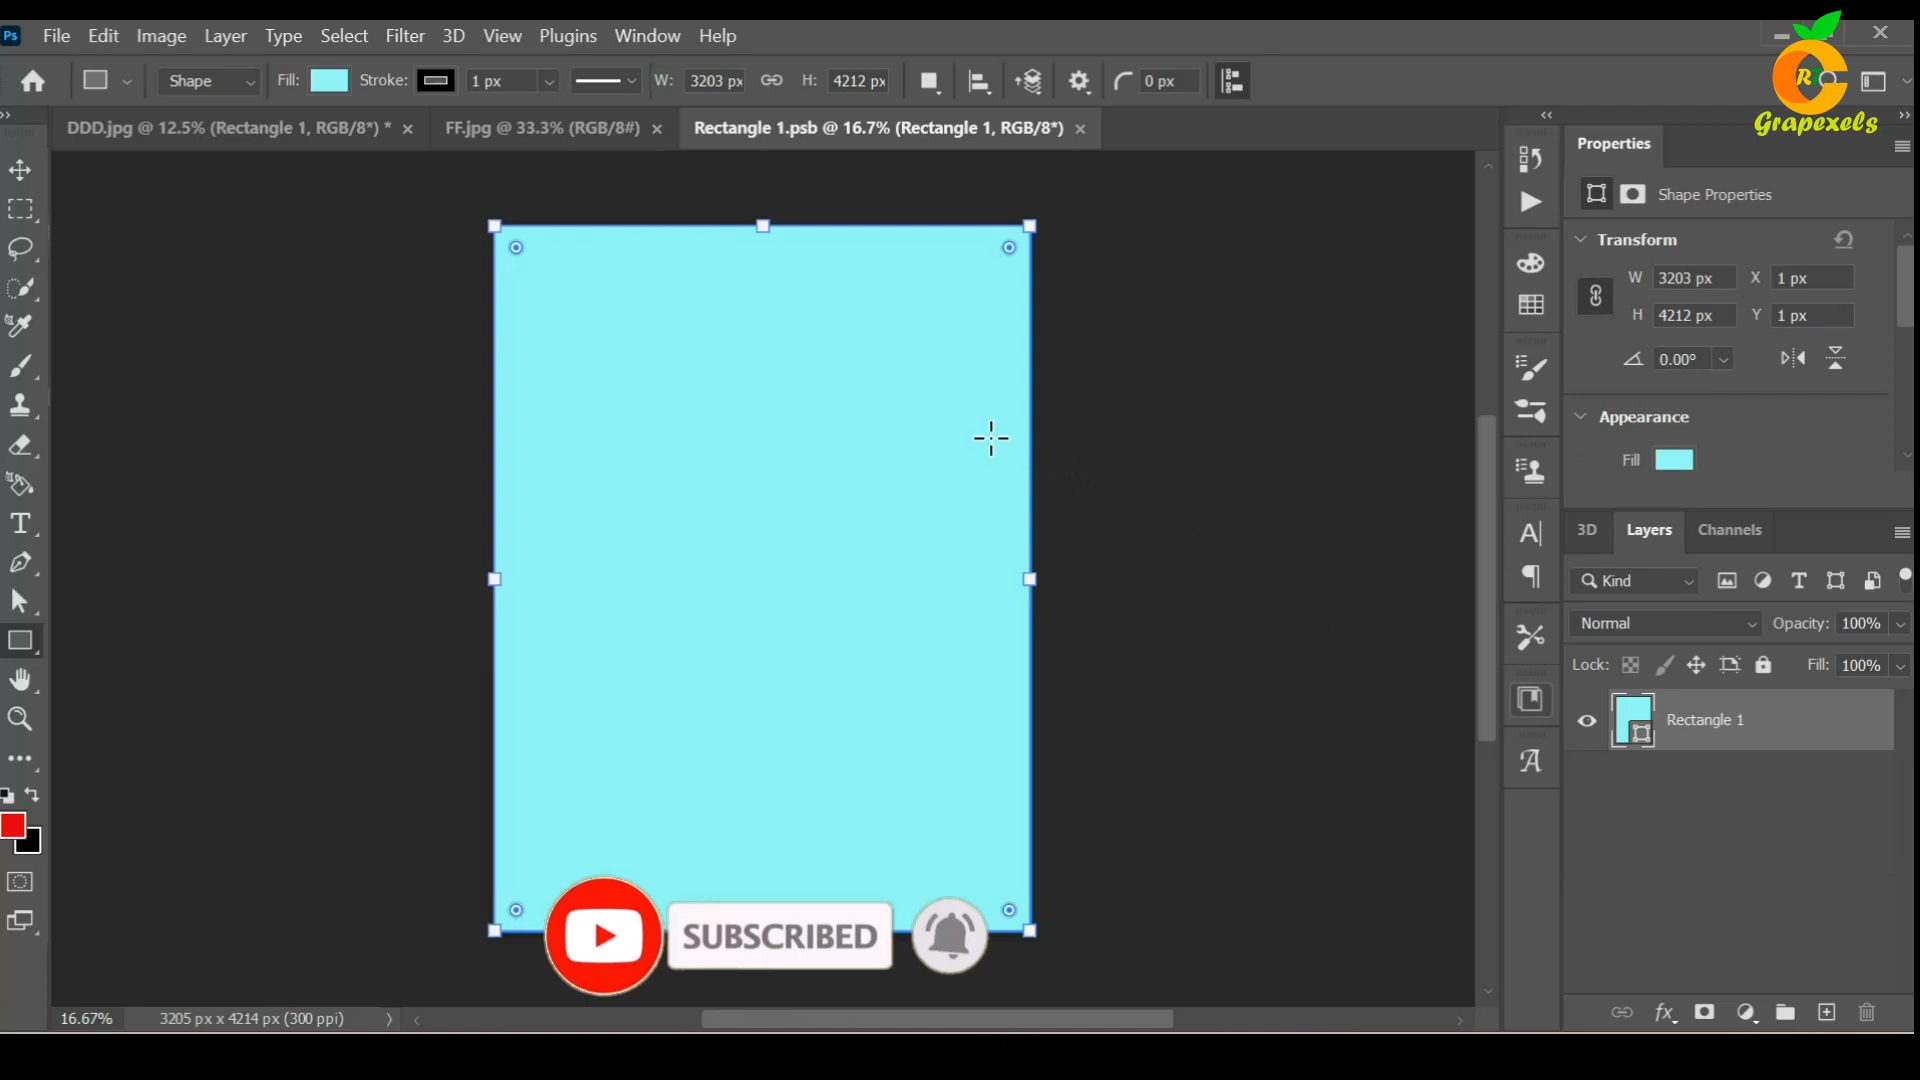 Ps File Edit Image Layer Type Select Filter 3D View Plugins Window Help
Shape Fill: Stroke: 1 px W: 3203 px H: 4212 px 0 px
RT
Grapexels
DDD.jpg @ 12.5% (Rectangle 1, RGB/8*) * FF.jpg @ 33.3% (RGB/8#) Rectangle 1.psb @ 16.7% (Rectangle 1, RGB/8*)
Properties
Shape Properties
Transform
W 3203 px X 1 px
H 4212 px Y 1 px
0.00°
Appearance
Fill
3D Layers Channels
Kind
Normal Opacity: 100%
Lock: Fill: 100%
Rectangle 1
SUBSCRIBED
16.67% 3205 px x 4214 px (300 ppi)
fx